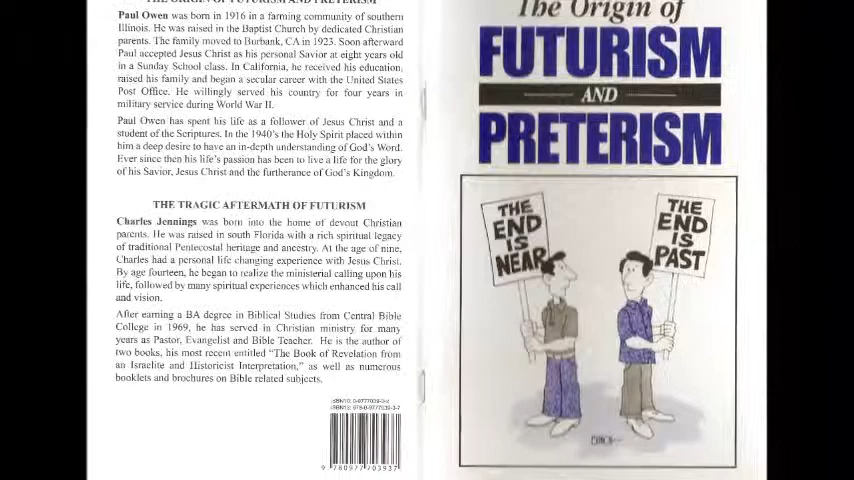 THE ORIGIN OF FUTURISM AND PRETERISM
Paul Owen was born in 1916 in a farming community of southern
Illinois. He was raised in the Baptist Church by dedicated Christian
parents. The family moved to Burbank, CA in 1923. Soon afterward
Paul accepted Jesus Christ as his personal Savior at eight years old
in a Sunday School class. In California, he received his education,
raised his family and began a secular career with the United States
Post Office. He willingly served his country for four years in
military service during World War II.
Paul Owen has spent his life as a follower of Jesus Christ and a
student of the Scriptures. In the 1940's the Holy Spirit placed within
him a deep desire to have an in-depth understanding of God's Word.
Ever since then his life's passion has been to live a life for the glory
of his Savior, Jesus Christ and the furtherance of God's Kingdom.
THE TRAGIC AFTERMATH OF FUTURISM
Charles Jennings was born into the home of devout Christian
parents. He was raised in south Florida with a rich spiritual legacy
of traditional Pentecostal heritage and ancestry. At the age of nine,
Charles had a personal life changing experience with Jesus Christ.
By age fourteen, he began to realize the ministerial calling upon his
life, followed by many spiritual experiences which enhanced his call
and vision.
After earning a BA degree in Biblical Studies from Central Bible
College in 1969, he has served in Christian ministry for many
years as Pastor, Evangelist and Bible Teacher. He is the author of
two books, his most recent entitled "The Book of Revelation from
an Israelite and Historicist Interpretation," as well as numerous
booklets and brochures on Bible related subjects.
9 780977 703937
The Origin of
FUTURISM
AND
PRETERISM
THE
END
IS
NEAR
THE
END
IS
PAST